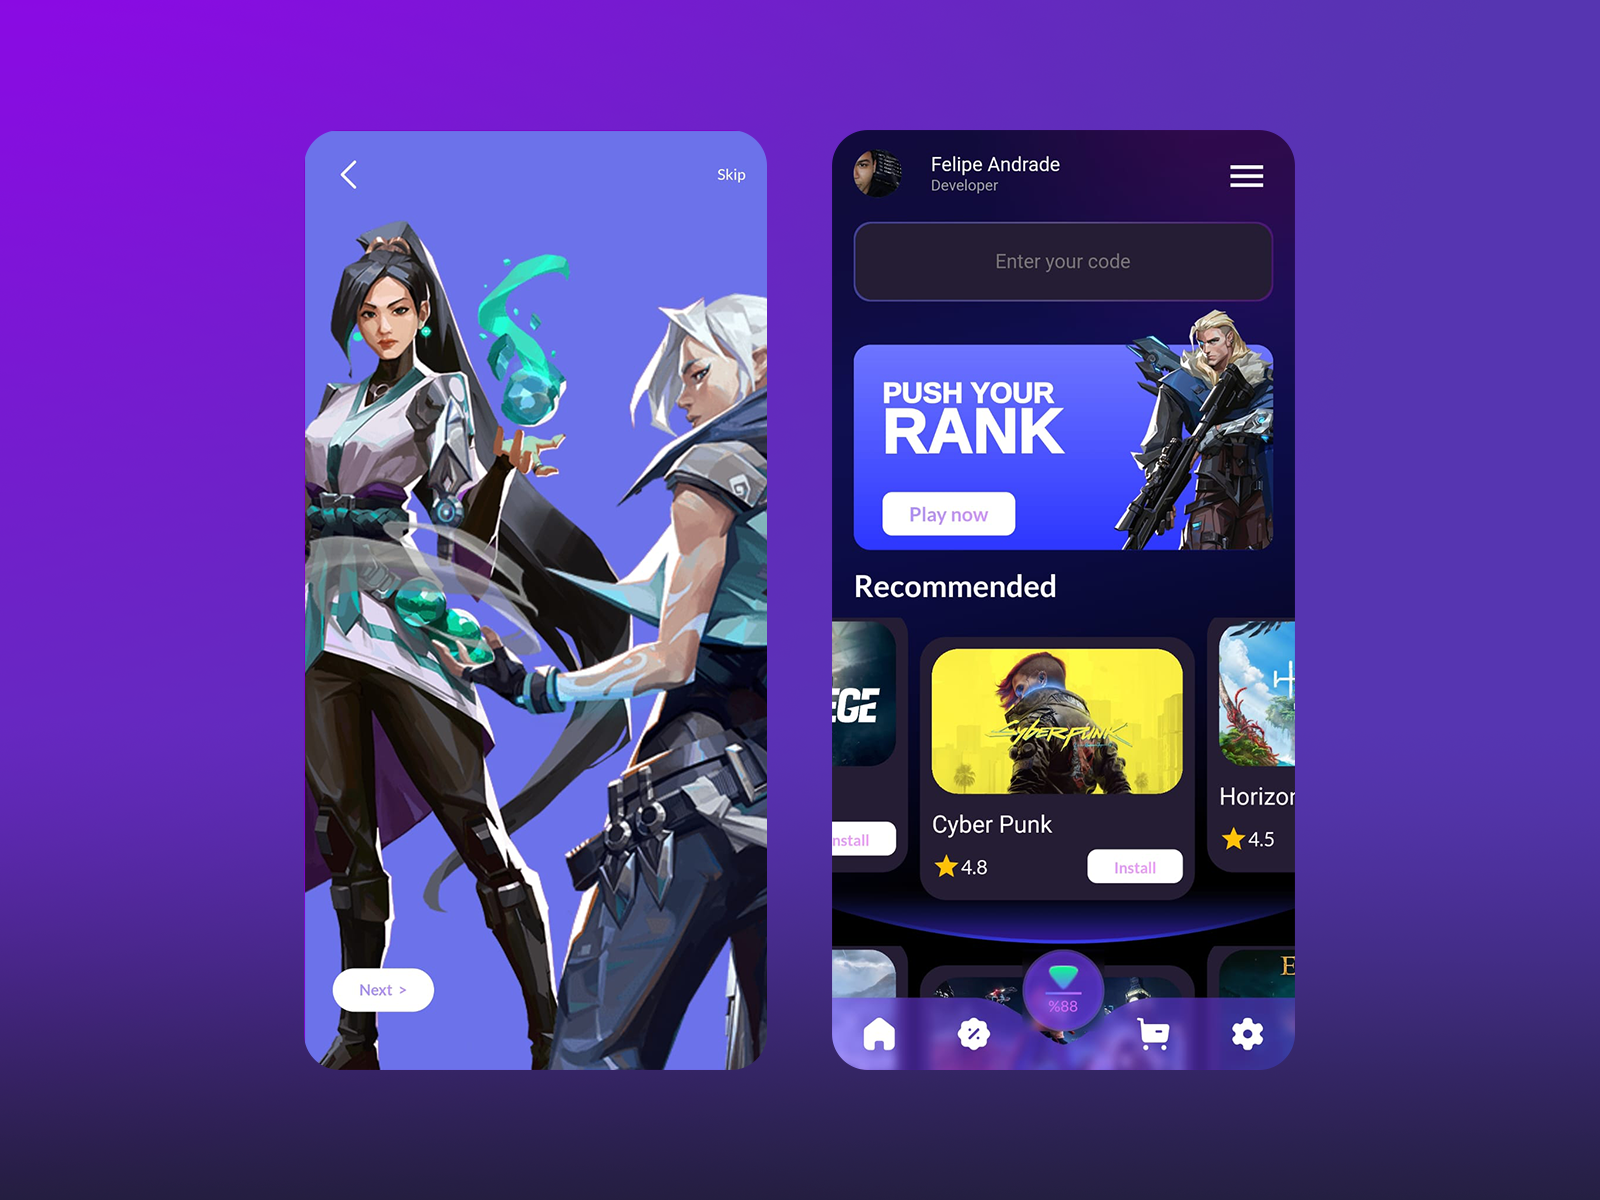 Skip
Next >
Felipe Andrade
Developer
Enter your code
PUSH YOUR
RANK
Play now
Recommended
EGE
CYBERPUNK
H
Cyber Punk
4.8
Install
nstall
Horizon
4.5
E
%88